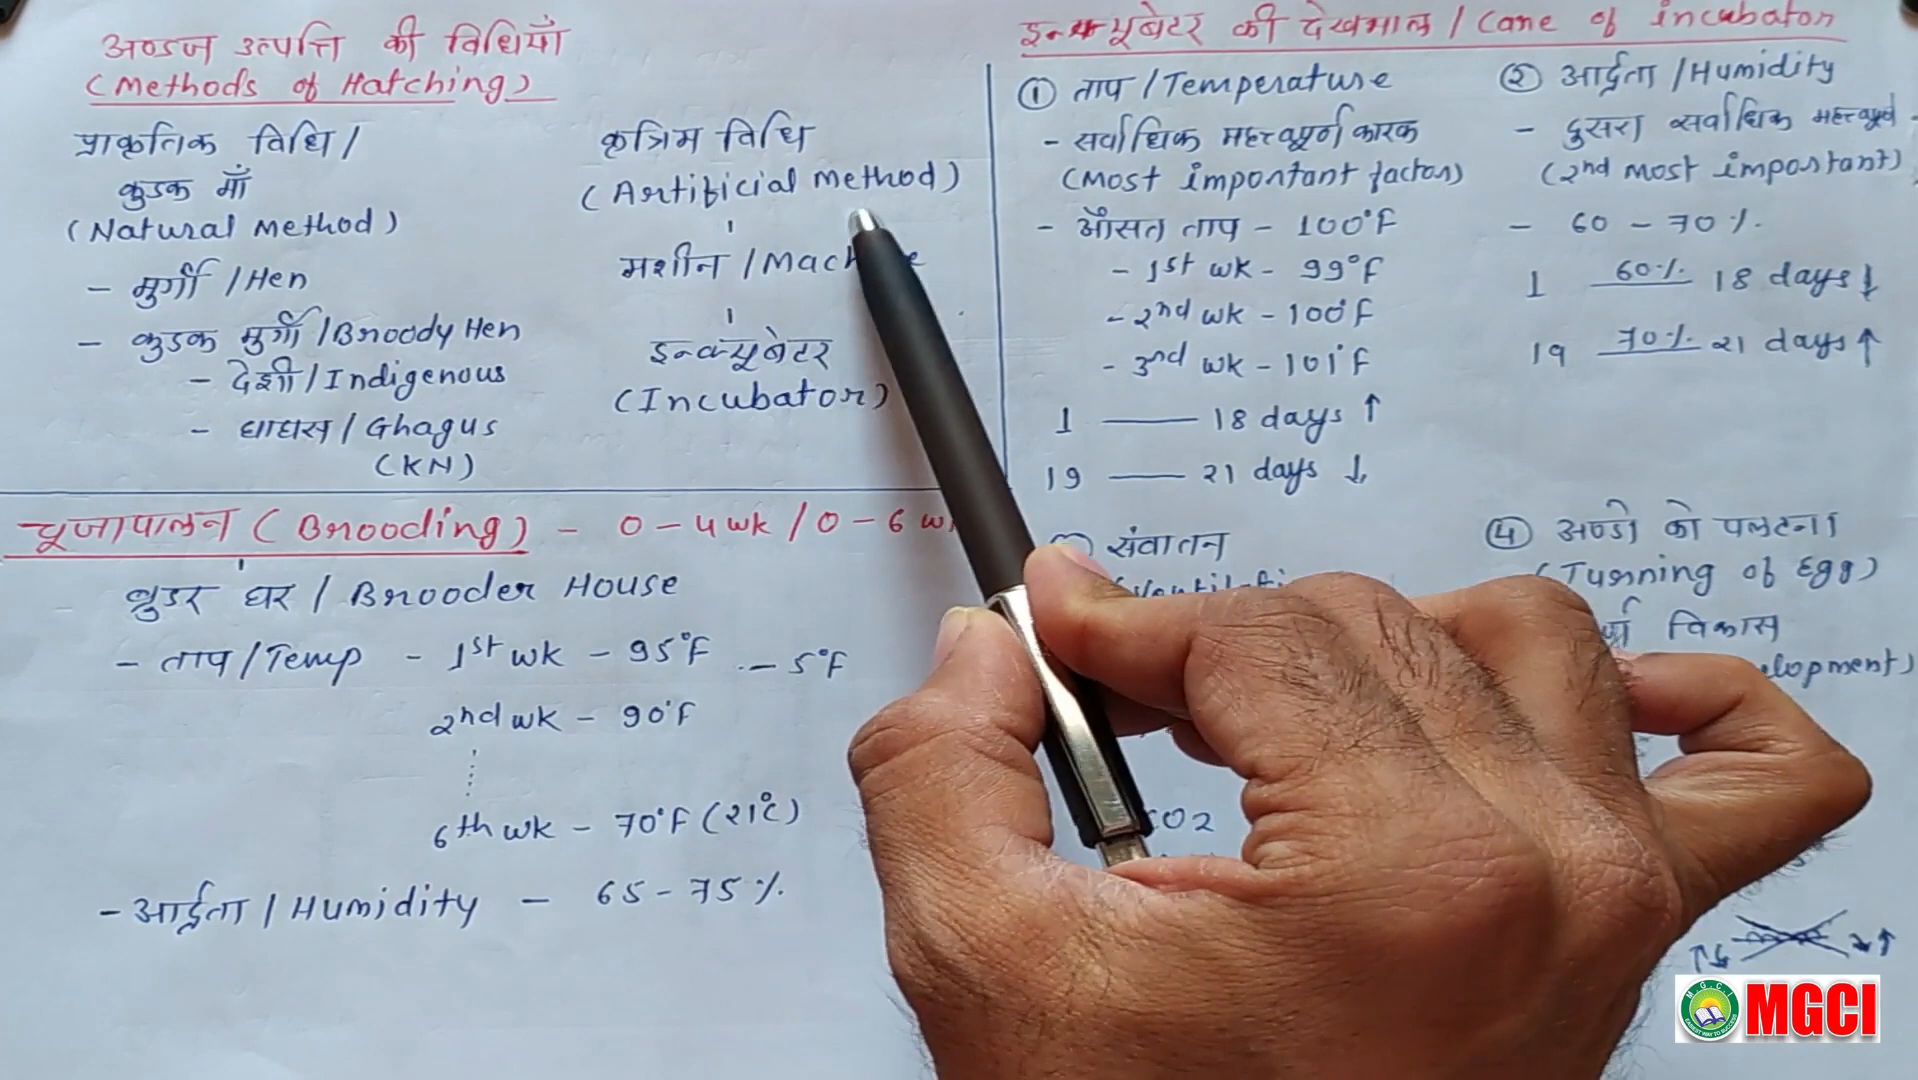 अण्डज उत्पत्ति की विधियाँ
(Methods of Hatching)
प्राकृतिक विधि /
कुडक माँ
(Natural method)
- मुर्गी / Hen
- कुडक मुर्गी / Broody Hen
- देशी / Indigenous
- घाघस / Ghagus
(KN)
कृत्रिम विधि
(Artificial method)
मशीन /
इन्क्यूबेटर
(Incubator)
चूजापालन (Brooding) - 0 - 4 wk / 0 - 6
ब्रुडर घर / Brooder House
- ताप / Temp - 1st wk - 95°F - 5°F
2nd wk - 90°F
6th wk - 70°F (21°C)
- आर्द्रता / Humidity - 65 - 75 %
इन्क्यूबेटर की देखभाल / Care of incubator
① ताप / Temperature
- सर्वाधिक महत्त्वपूर्ण कारक
(Most important factor)
- औसत ताप - 100°F
- 1st wk - 99°F
- 2nd wk - 100°F
- 3rd wk - 101°F
1 — 18 days ↑
19 — 21 days ↓
② आर्द्रता / Humidity
- दुसरा सर्वाधिक महत्त्वपूर्ण
(2nd most important)
- 60 - 70 %
1 60% 18 days ↓
19 70% 21 days ↑
संवातन
CO2
④ अण्डो को पलटना
(Turning of Egg)
विकास
MGCI